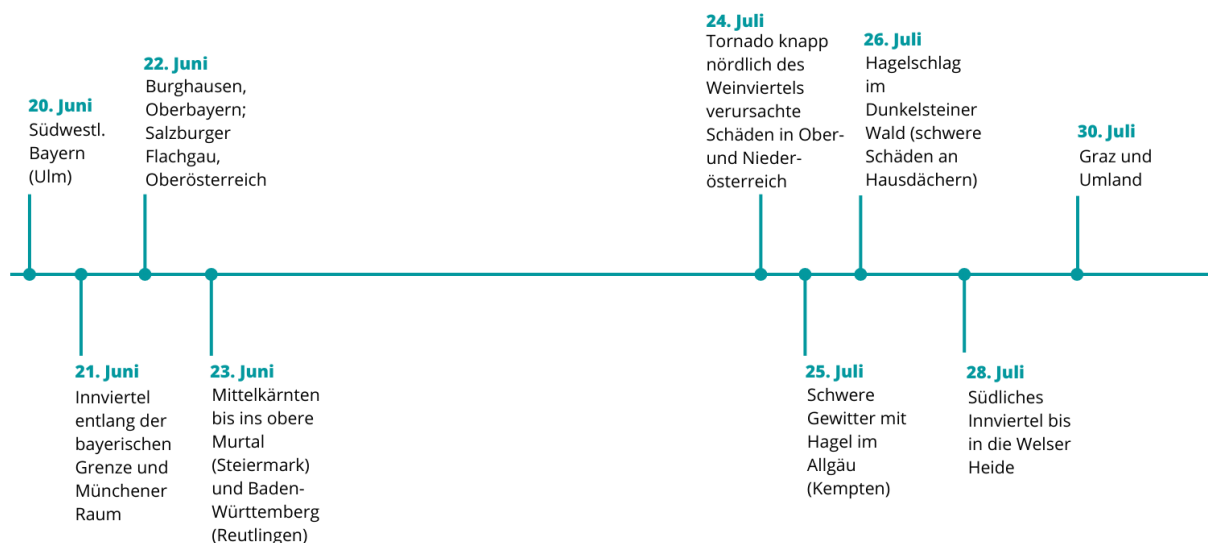 20. Juni
Südwestl.
Bayern
(Ulm)
21. Juni
Innviertel
entlang der
bayerischen
Grenze und
Münchener
Raum
22. Juni
Burghausen,
Oberbayern;
Salzburger
Flachgau,
Oberösterreich
23. Juni
Mittelkärnten
bis ins obere
Murtal
(Steiermark)
und Baden-
Württemberg
(Reutlingen)
24. Juli
Tornado knapp
nördlich des
Weinviertels
verursachte
Schäden in Ober-
und Nieder-
österreich
25. Juli
Schwere
Gewitter mit
Hagel im
Allgäu
(Kempten)
26. Juli
Hagelschlag
im
Dunkelsteiner
Wald (schwere
Schäden an
Hausdächern)
28. Juli
Südliches
Innviertel bis
in die Welser
Heide
30. Juli
Graz und
Umland